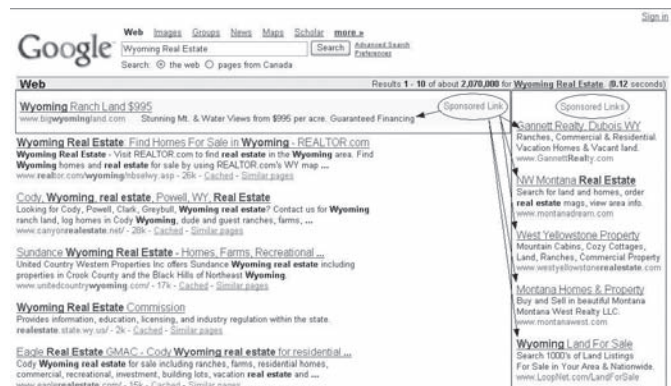 Sign in
Google
Web Images Groups News Maps Scholar more »
Wyoming Real Estate Search Advanced Search
Preferences
Search: the web pages from Canada
Web Results 1 - 10 of about 2,070,000 for Wyoming Real Estate. (0.12 seconds)
Wyoming Ranch Land $995 Sponsored Link
www.bigwyomingland.com Stunning Mt. & Water Views from $995 per acre. Guaranteed Financing
Wyoming Real Estate Find Homes For Sale in Wyoming - REALTOR.com
Wyoming Real Estate - Visit REALTOR.com to find real estate in the Wyoming area. Find
Wyoming homes and real estate for sale by using REALTOR.com's WY map ...
www.realtor.com/wyoming/nbselwy.asp - 26k - Cached - Similar pages
Cody, Wyoming, real estate, Powell, WY, Real Estate
Looking for Cody, Powell, Clark, Greybull, Wyoming real estate? Contact us for Wyoming
ranch land, log homes in Cody Wyoming, dude and guest ranches, farms, ...
www.canyonrealestate.net/ - 28k - Cached - Similar pages
Sundance Wyoming Real Estate - Homes, Farms, Recreational ...
United Country Western Properties Inc offers Sundance Wyoming real estate including
properties in Crook County and the Black Hills of Northeast Wyoming.
www.unitedcountrywyoming.com/ - 17k - Cached - Similar pages
Wyoming Real Estate Commission
Provides information, education, licensing, and industry regulation within the state.
realestate.state.wy.us/ - 2k - Cached - Similar pages
Eagle Real Estate GMAC - Cody Wyoming real estate for residential ...
Cody Wyoming real estate for sale including ranches, farms, residential homes,
commercial, recreational, investment, building lots, vacation real estate and ...
www.eaglerealestate.com/ - 15k - Cached - Similar pages
Sponsored Links
Gannett Realty, Dubois WY
Ranches, Commercial & Residential
Vacation Homes & Vacant land.
www.GannettRealty.com
NW Montana Real Estate
Search for land and homes, order
real estate mags, view area info.
www.montanadream.com
West Yellowstone Property
Mountain Cabins, Cozy Cottages,
Land, Ranches, Commercial Property
www.westyellowstonerealestate.com
Montana Homes & Property
Buy and Sell in beautiful Montana
Montana West Realty LLC.
www.montanawest.com
Wyoming Land For Sale
Search 1000's of Land Listings
For Sale in Your Area & Nationwide.
www.LoopNet.com/LandForSale